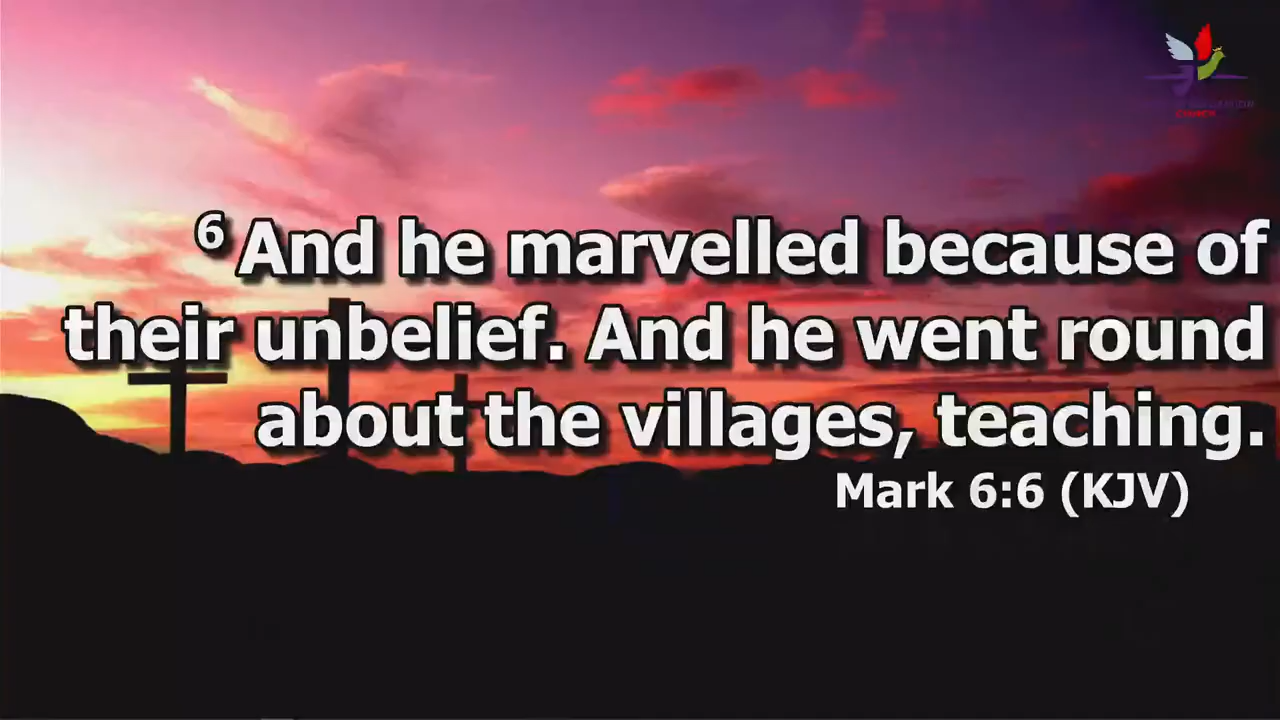 CHURCH
⁶ And he marvelled because of
their unbelief. And he went round
about the villages, teaching.
Mark 6:6 (KJV)